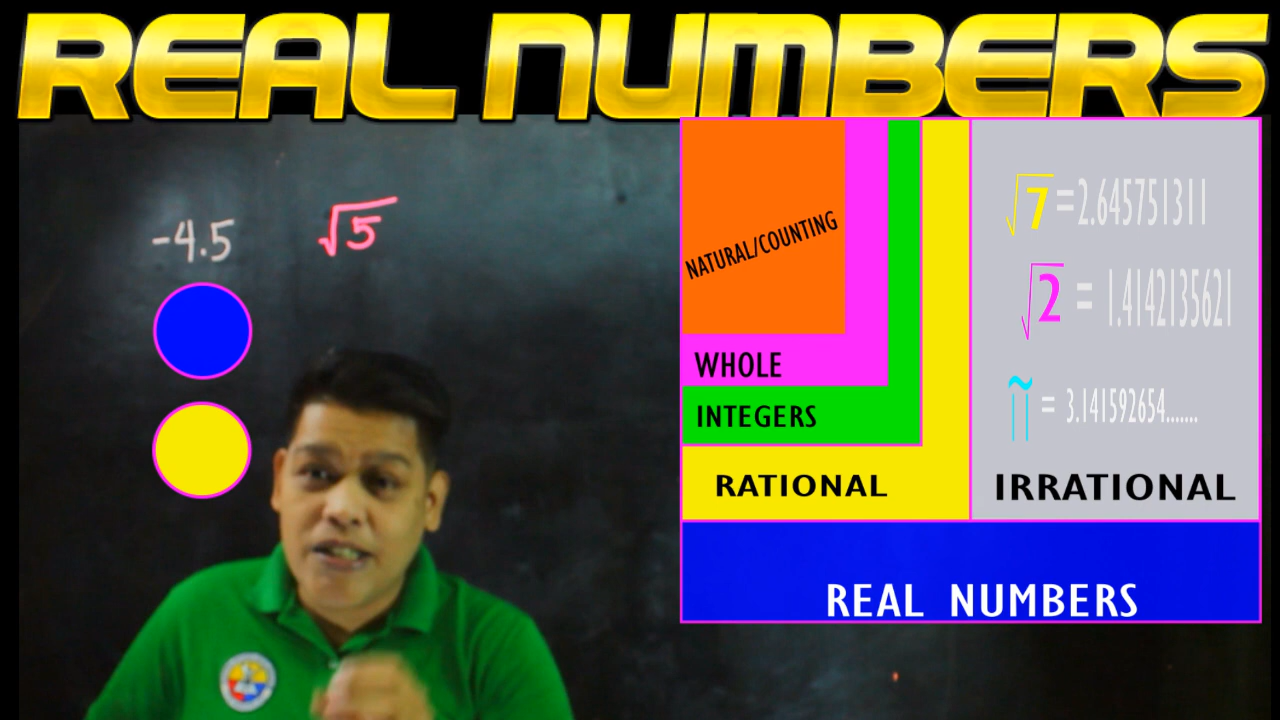 REAL NUMBERS
-4.5 √5
NATURAL/COUNTING
WHOLE
INTEGERS
RATIONAL
√7 =2.645751311
√2 = 1.4142135621
π = 3.141592654.......
IRRATIONAL
REAL NUMBERS